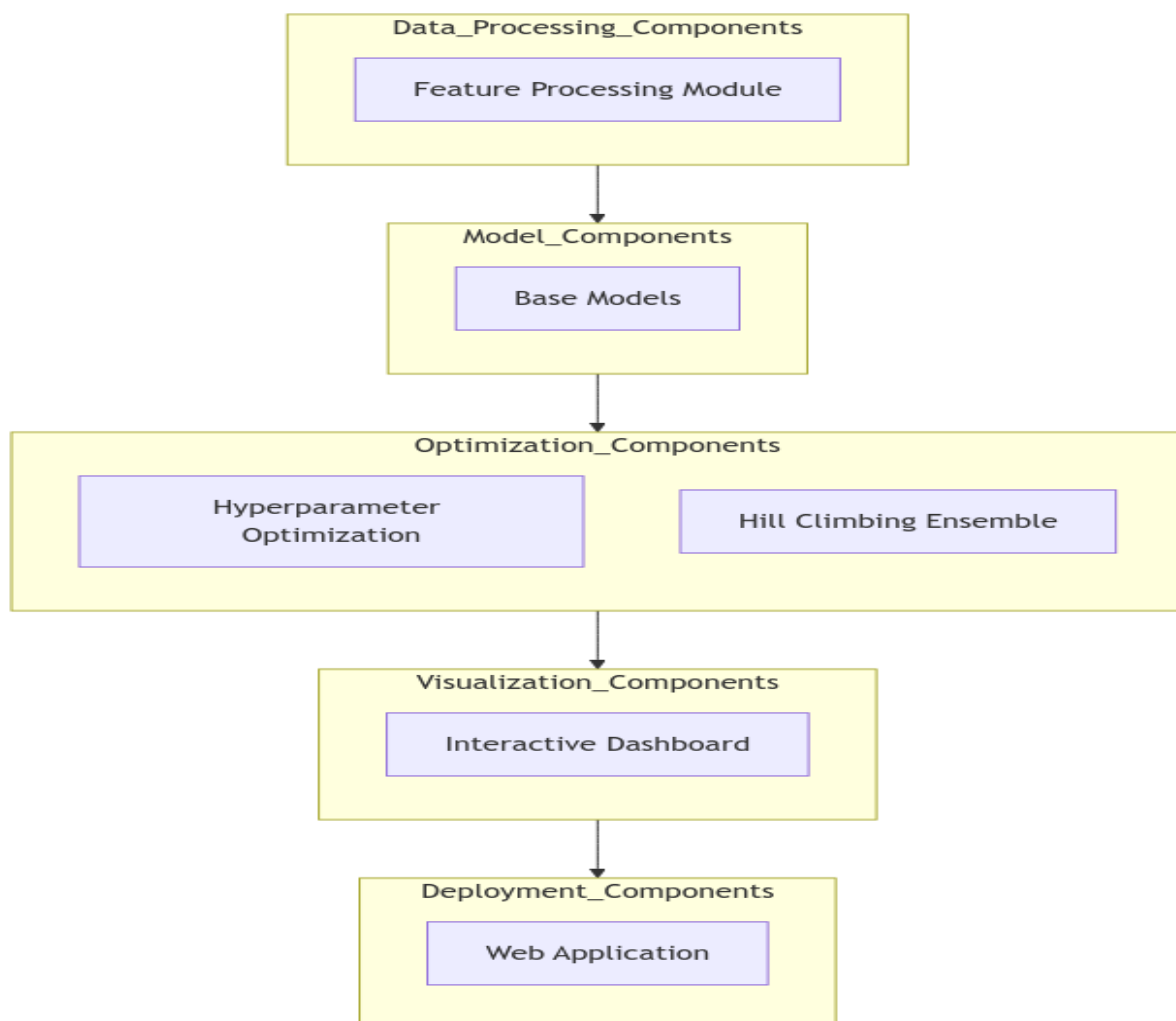 Data_Processing_Components
Feature Processing Module
Model_Components
Base Models
Optimization_Components
Hyperparameter
Optimization
Hill Climbing Ensemble
Visualization_Components
Interactive Dashboard
Deployment_Components
Web Application